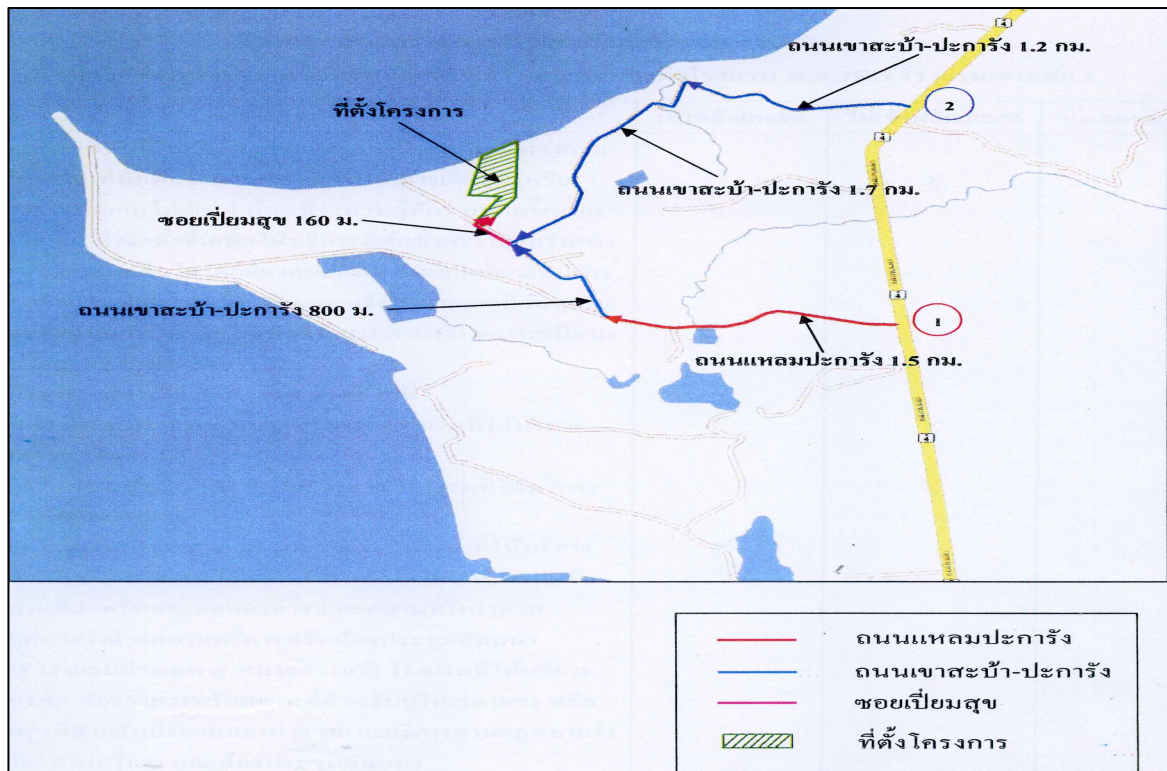 4
ถนนเขาสะบ้า-ปะการัง 1.2 กม.
ที่ตั้งโครงการ
2
4
ถนนเขาสะบ้า-ปะการัง 1.7 กม.
ซอยเปี่ยมสุข 160 ม.
4
ถนนเขาสะบ้า-ปะการัง 800 ม.
1
ถนนแหลมปะการัง 1.5 กม.
4
ถนนแหลมปะการัง
ถนนเขาสะบ้า-ปะการัง
ซอยเปี่ยมสุข
ที่ตั้งโครงการ